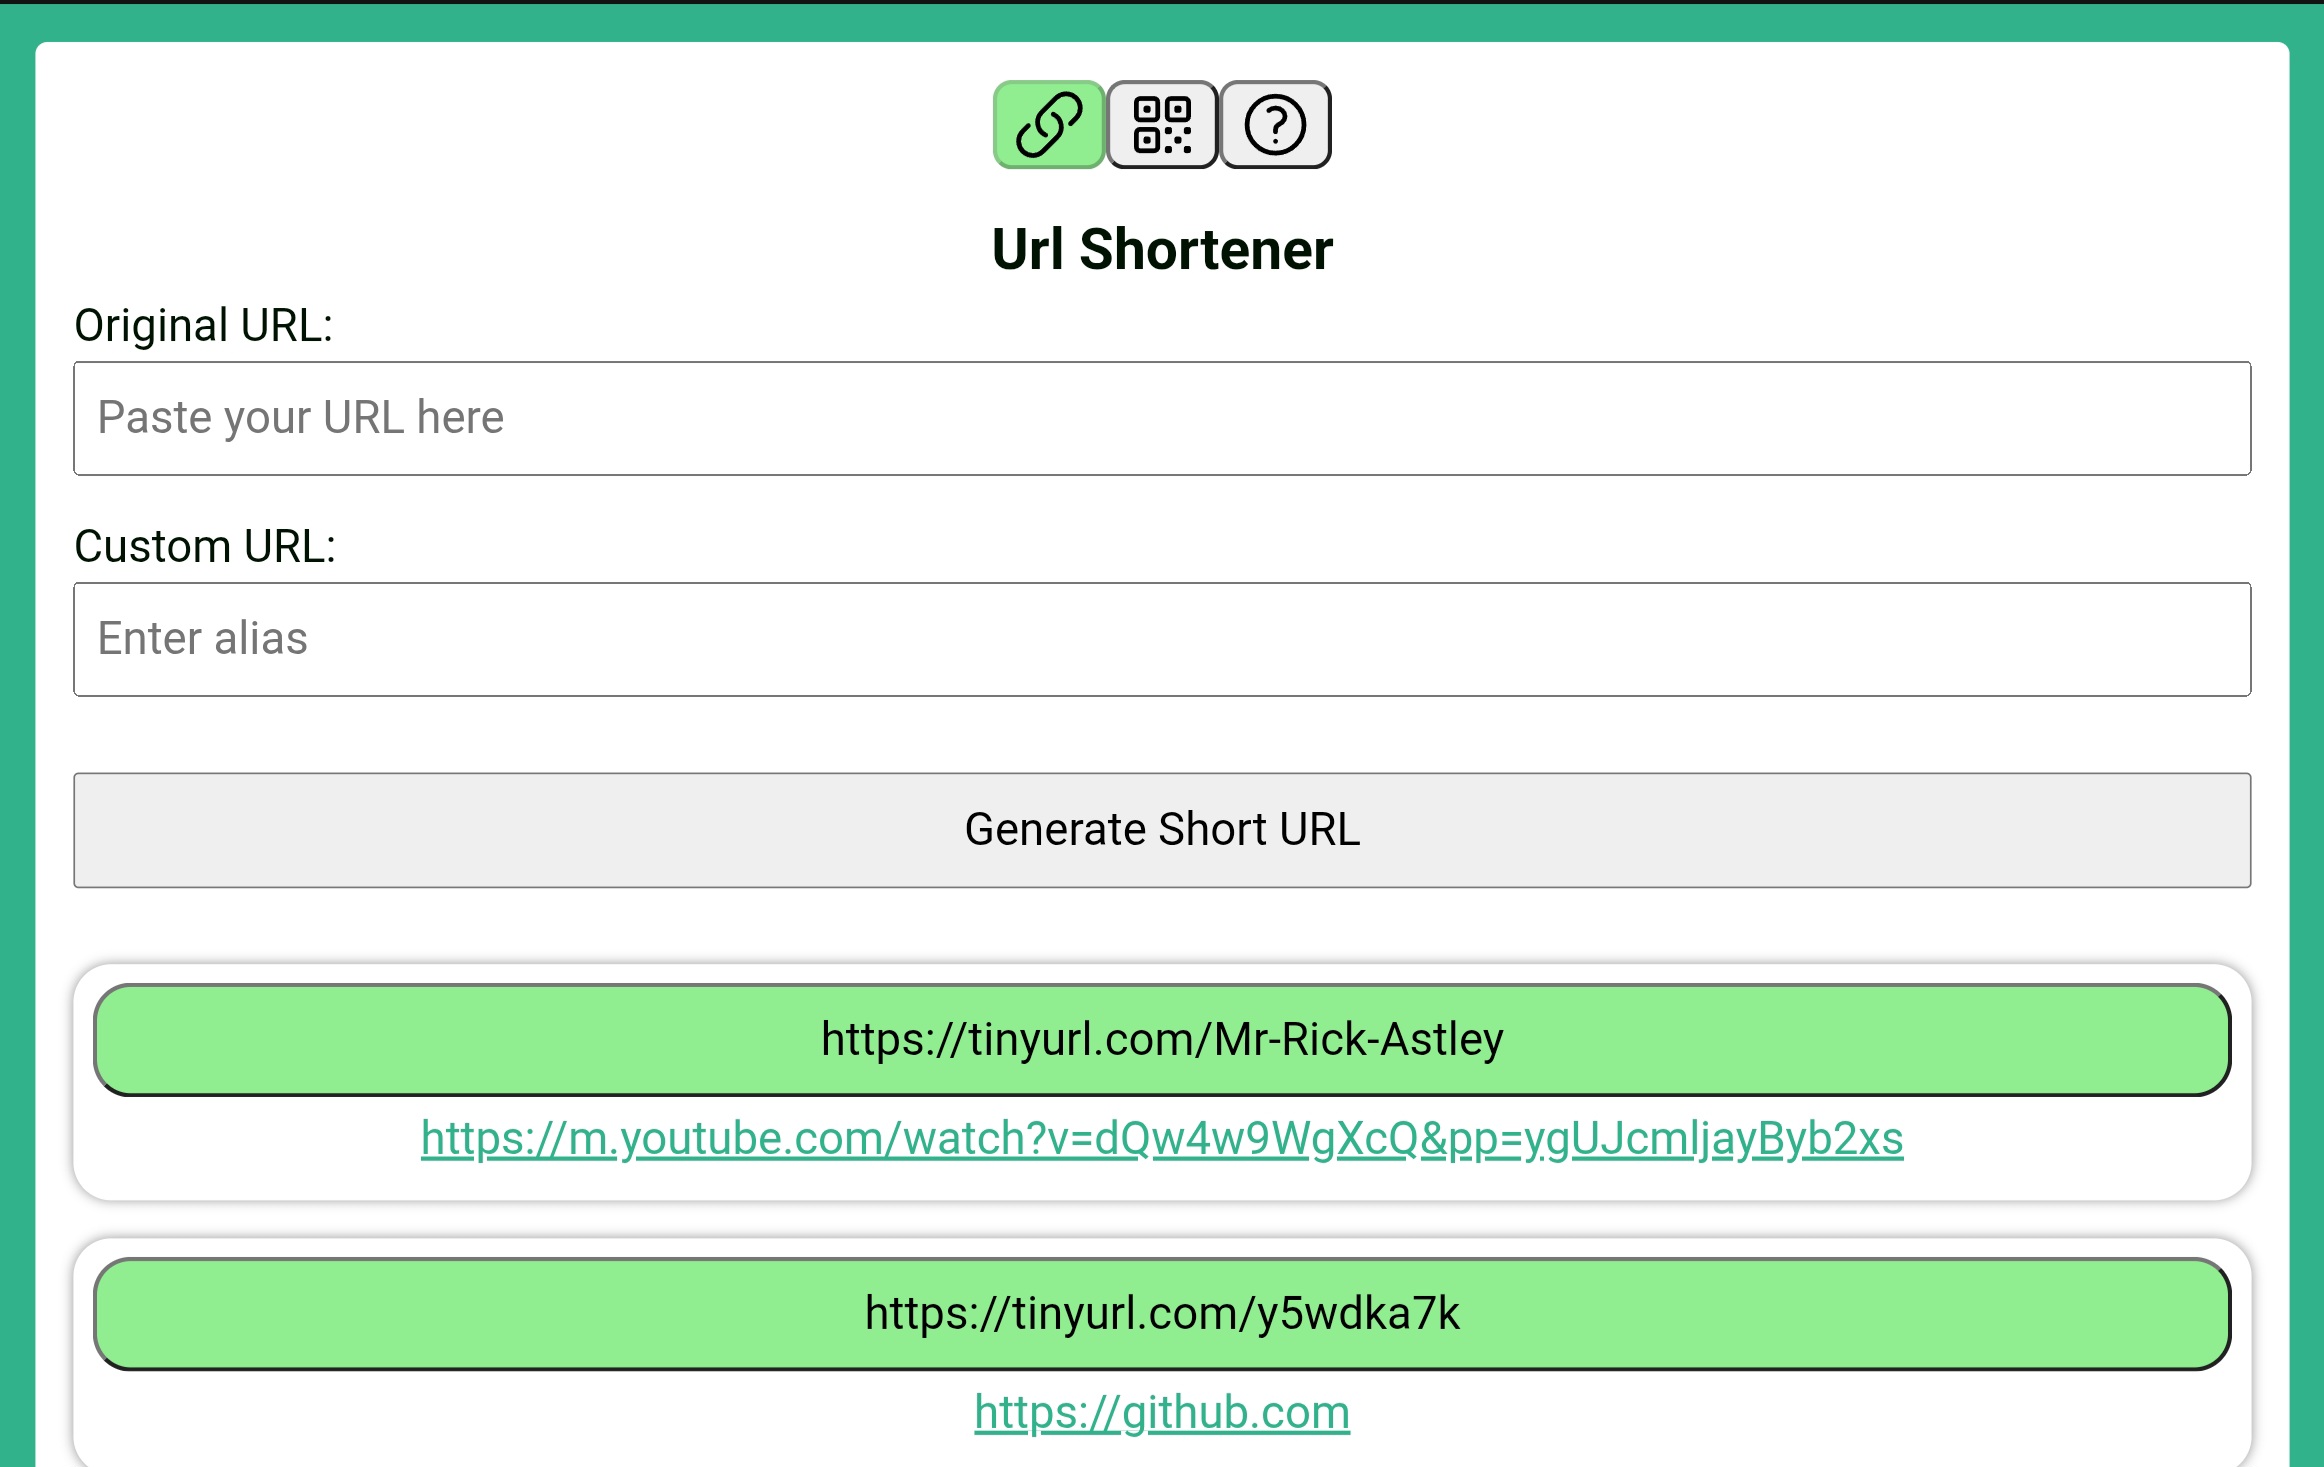 Url Shortener
Original URL:
Paste your URL here
Custom URL:
Enter alias
Generate Short URL
https://tinyurl.com/Mr-Rick-Astley
https://m.youtube.com/watch?v=dQw4w9WgXcQ&pp=ygUJcmljayByb2xs
https://tinyurl.com/y5wdka7k
https://github.com